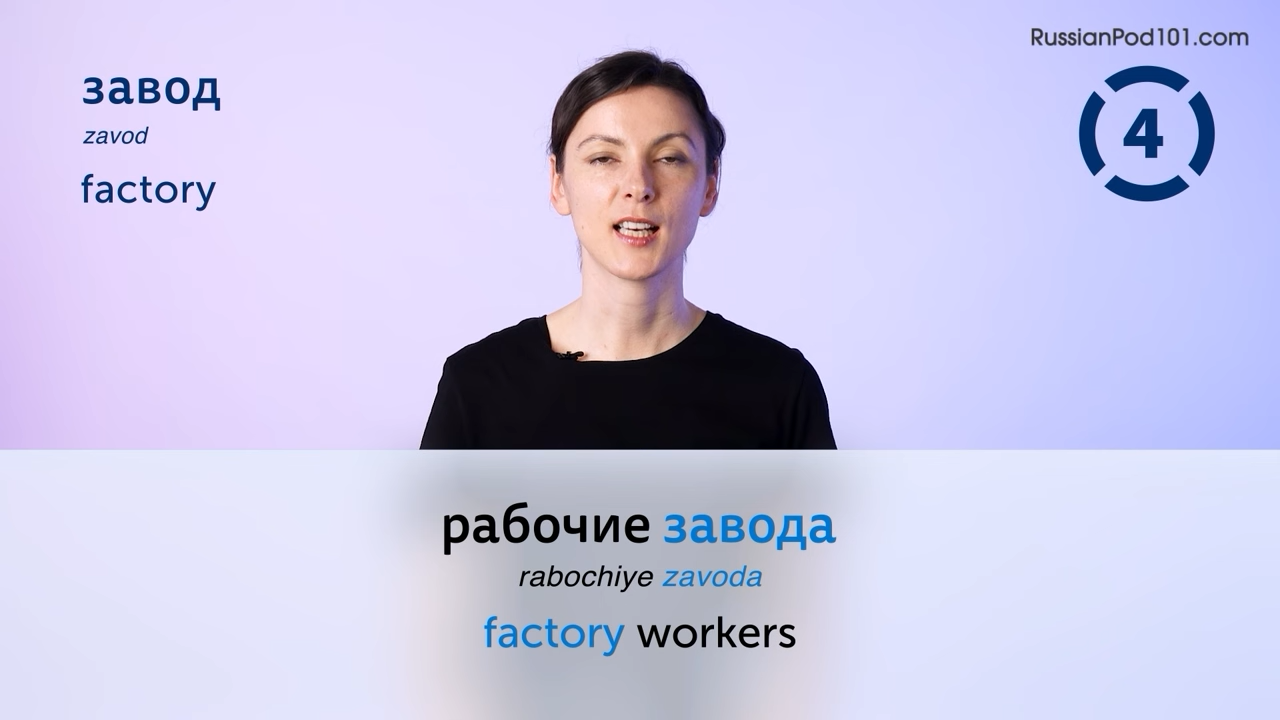 RussianPod101.com
завод
zavod
factory
4
рабочие завода
rabochiye zavoda
factory workers